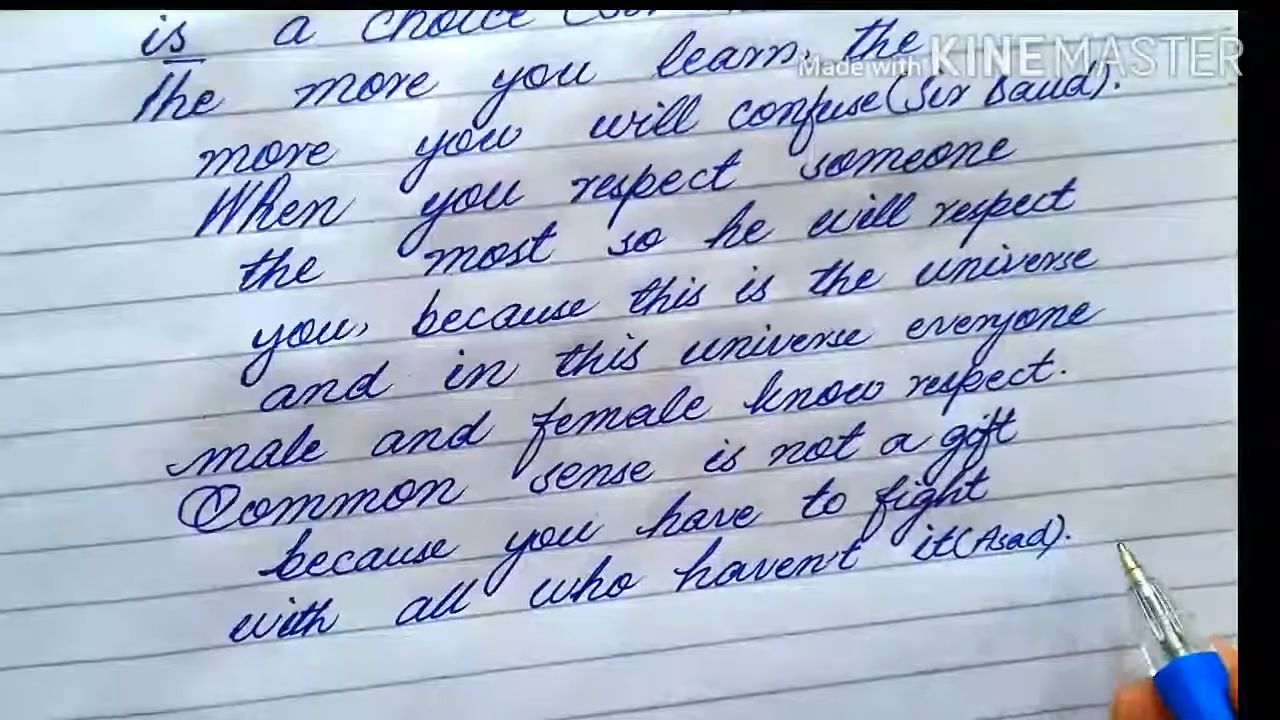 is a choice
The more you learn, the
Made with KINEMASTER
more you will confuse (Sir Daud).
When you respect someone
the most so he will respect
you, because this is the universe
and in this universe everyone
male and female know respect.
Common sense is not a gift
because you have to fight
with all who haven't it (Asad).